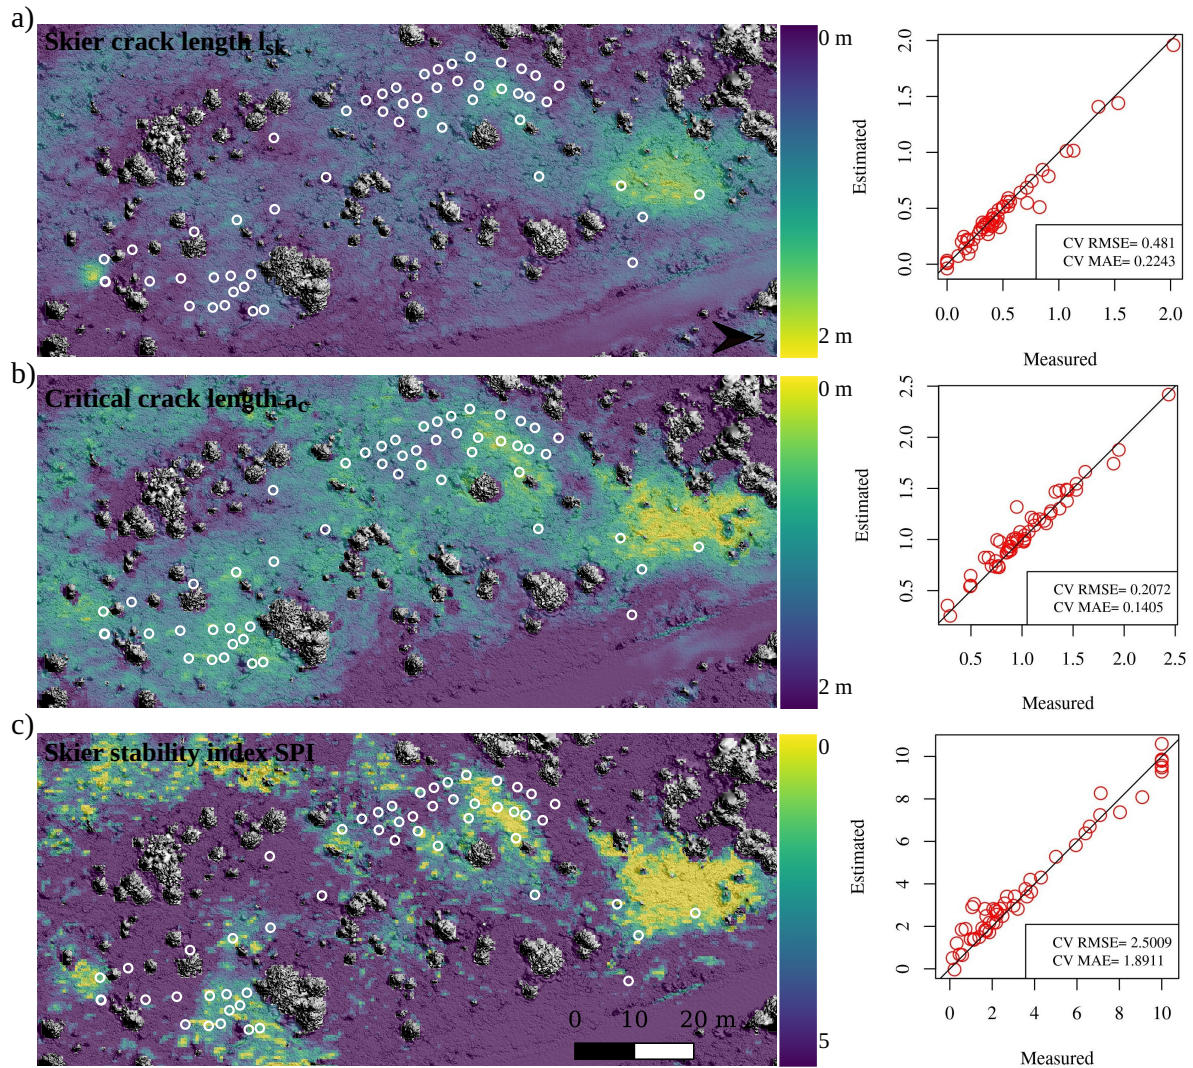 a)
Skier crack length lsk
0 m
2 m
N
Estimated
2.0
1.5
1.0
0.5
0.0
CV RMSE= 0.481
CV MAE= 0.2243
0.0 0.5 1.0 1.5 2.0
Measured
b)
Critical crack length ac
0 m
2 m
Estimated
2.5
2.0
1.5
1.0
0.5
CV RMSE= 0.2072
CV MAE= 0.1405
0.5 1.0 1.5 2.0 2.5
Measured
c)
Skier stability index SPI
0
5
0 10 20 m
Estimated
10
8
6
4
2
0
CV RMSE= 2.5009
CV MAE= 1.8911
0 2 4 6 8 10
Measured